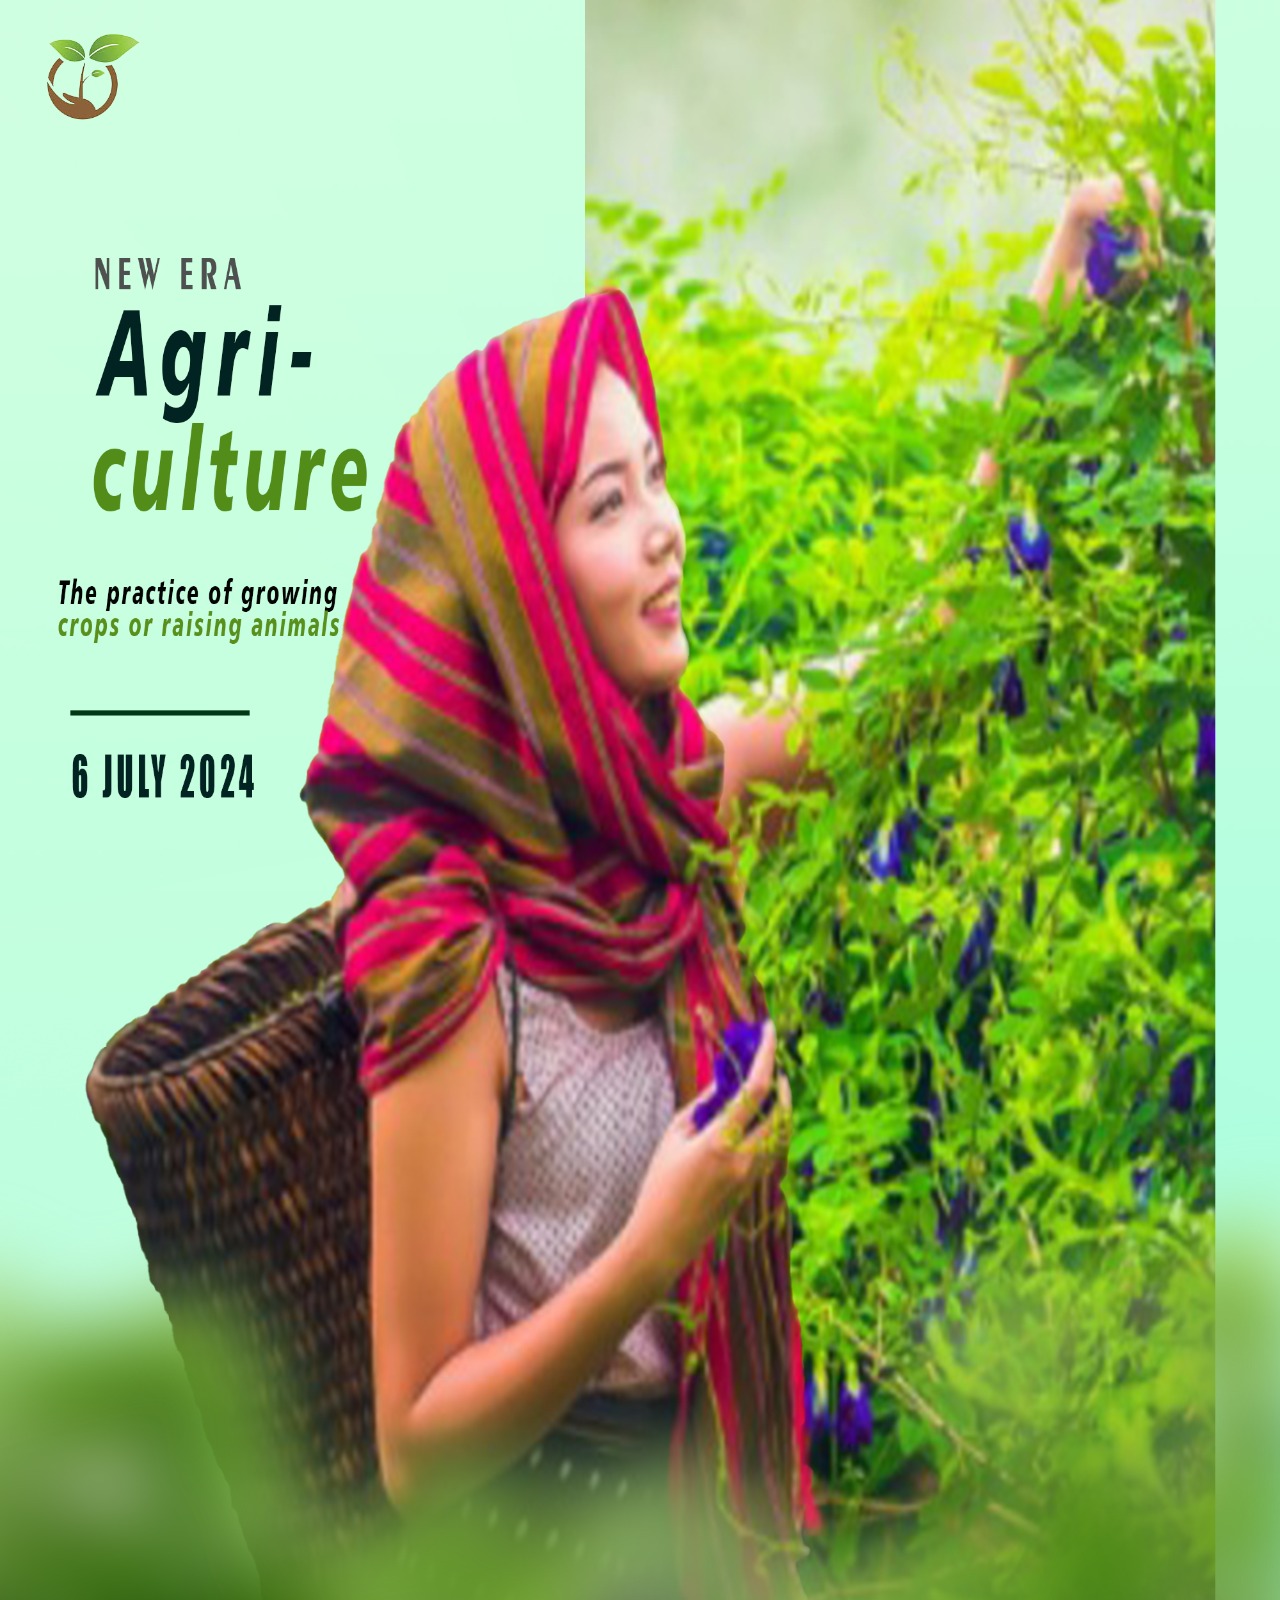 NEW ERA
Agri-
culture
The practice of growing
crops or raising animals
6 JULY 2024